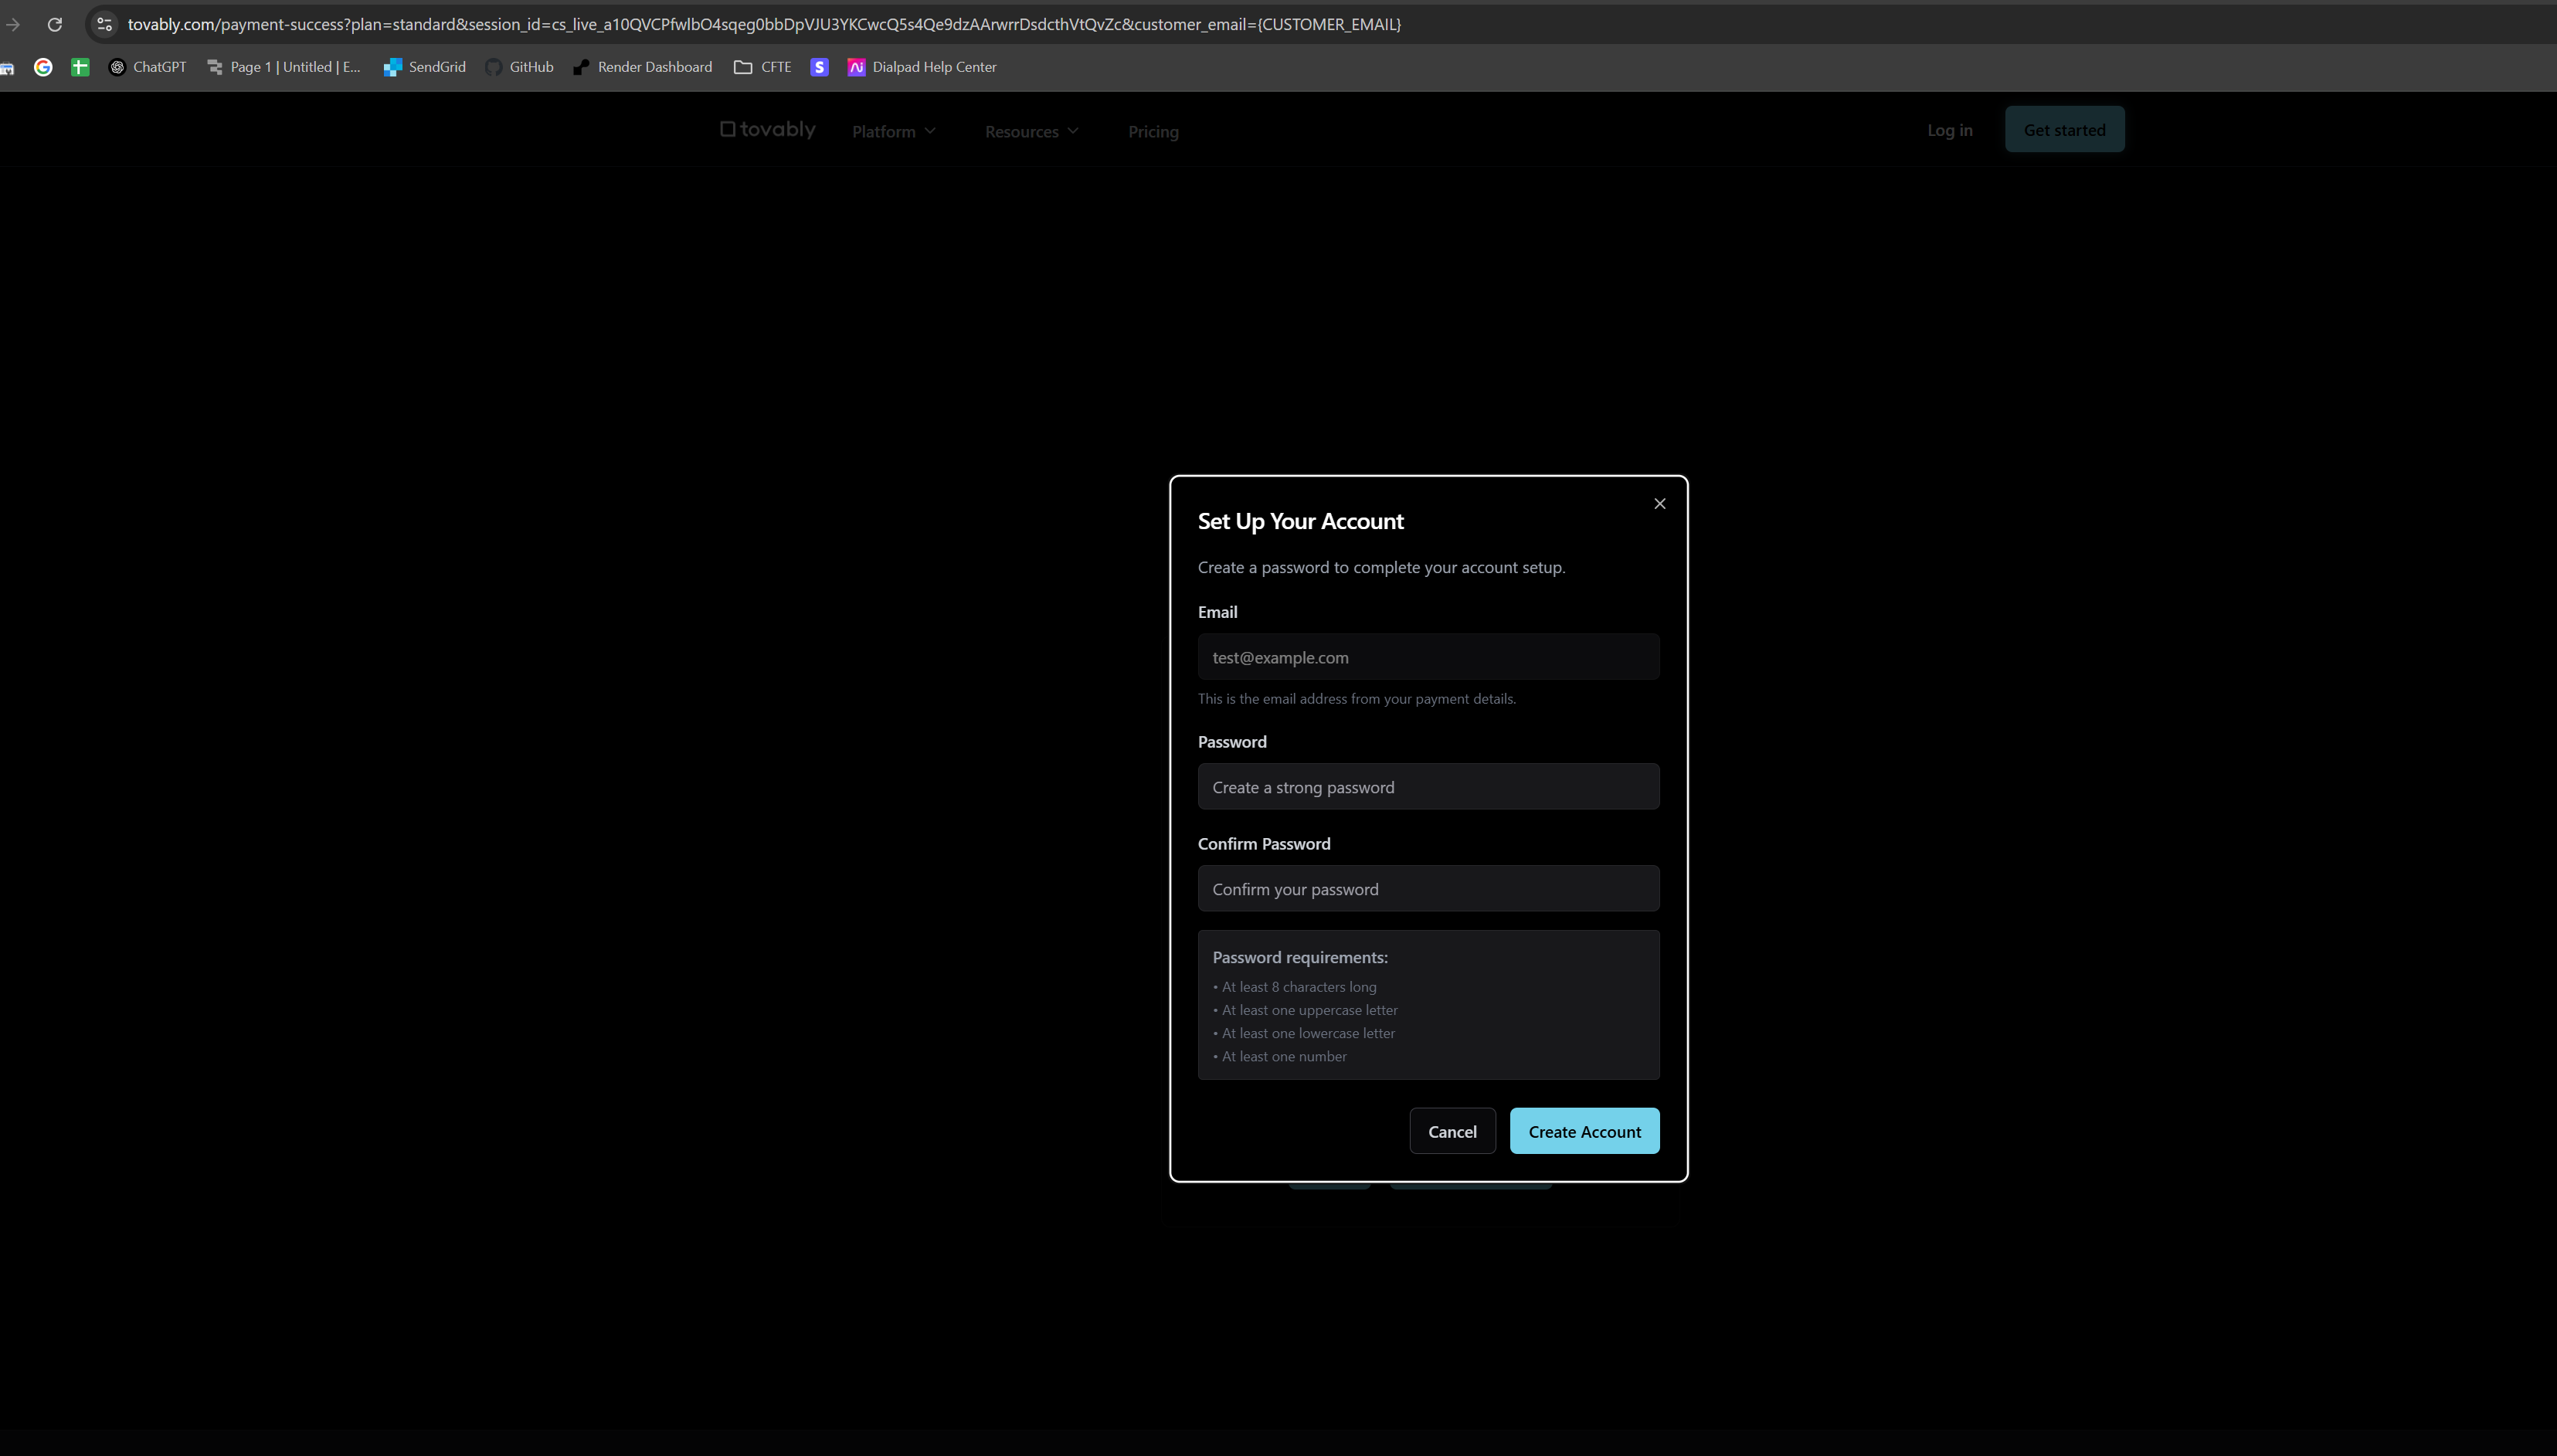 tovably.com/payment-success?plan=standard&session_id=cs_live_a10QVCPfwlbO4sqeg0bbDpVJU3YKCwcQ5s4Qe9dzAArwrrDsdcthVtQvZc&customer_email={CUSTOMER_EMAIL}
ChatGPT Page 1 | Untitled | E... SendGrid GitHub Render Dashboard CFTE S Dialpad Help Center
tovably Platform Resources Pricing Log in Get started
Set Up Your Account
Create a password to complete your account setup.
Email
test@example.com
This is the email address from your payment details.
Password
Create a strong password
Confirm Password
Confirm your password
Password requirements:
• At least 8 characters long
• At least one uppercase letter
• At least one lowercase letter
• At least one number
Cancel Create Account